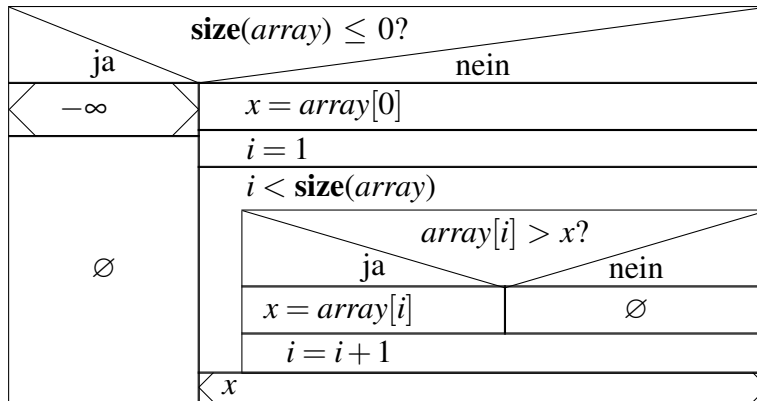 size(array) ≤ 0?
ja nein
−∞ x = array[0]
i = 1
i < size(array)
array[i] > x?
∅ ja nein
x = array[i] ∅
i = i + 1
x